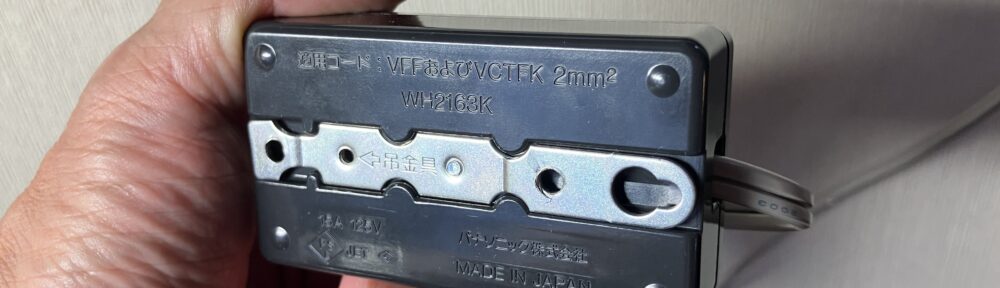 適用コード:VFFおよびVCTFK 2mm²
WH2163K
⇦吊金具
15A 125V
PS
E JET
パナソニック株式会社
MADE IN JAPAN